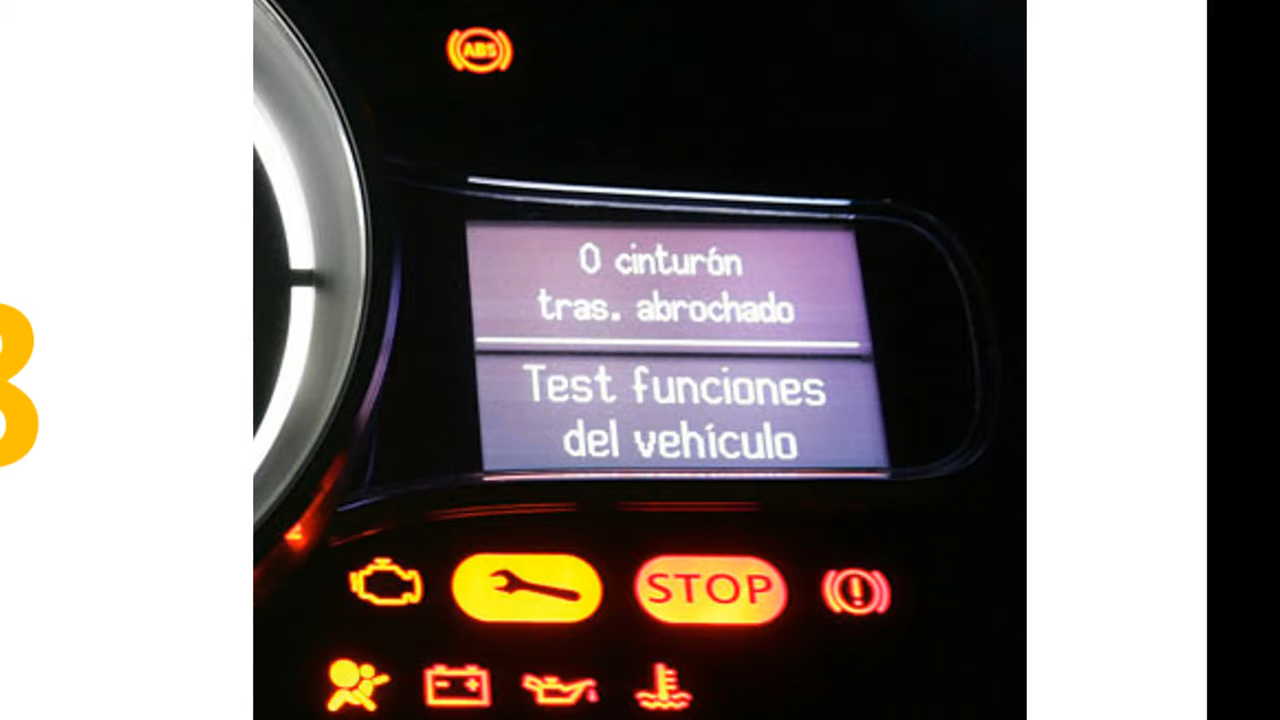 ABS
0 cinturón
tras. abrochado
Test funciones
del vehículo
STOP